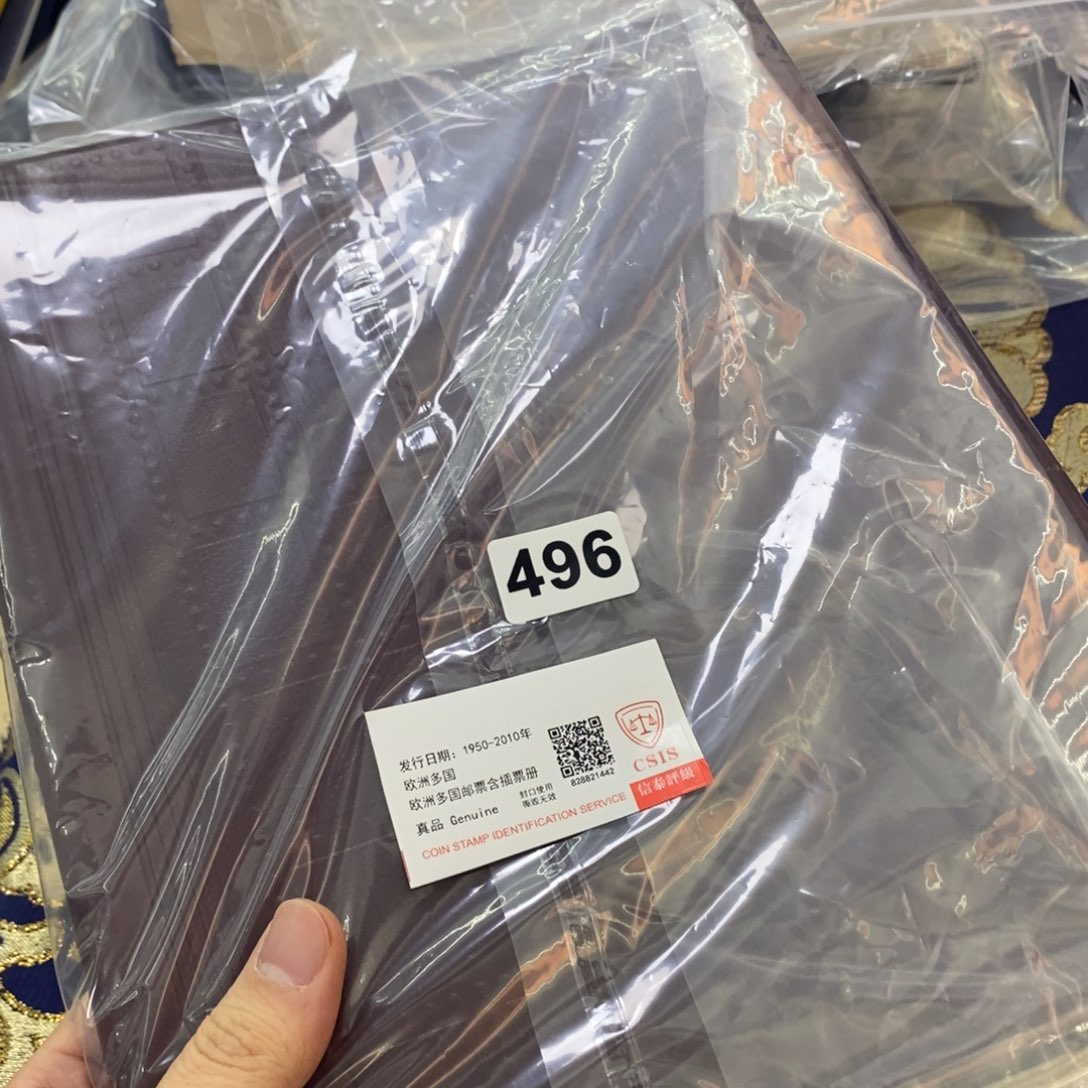 496
发行日期：1950-2010年
欧洲多国
欧洲多国邮票含插票册
真品 Genuine
封口使用
撕毁无效
828821442
CSIS
信泰評級
COIN STAMP IDENTIFICATION SERVICE